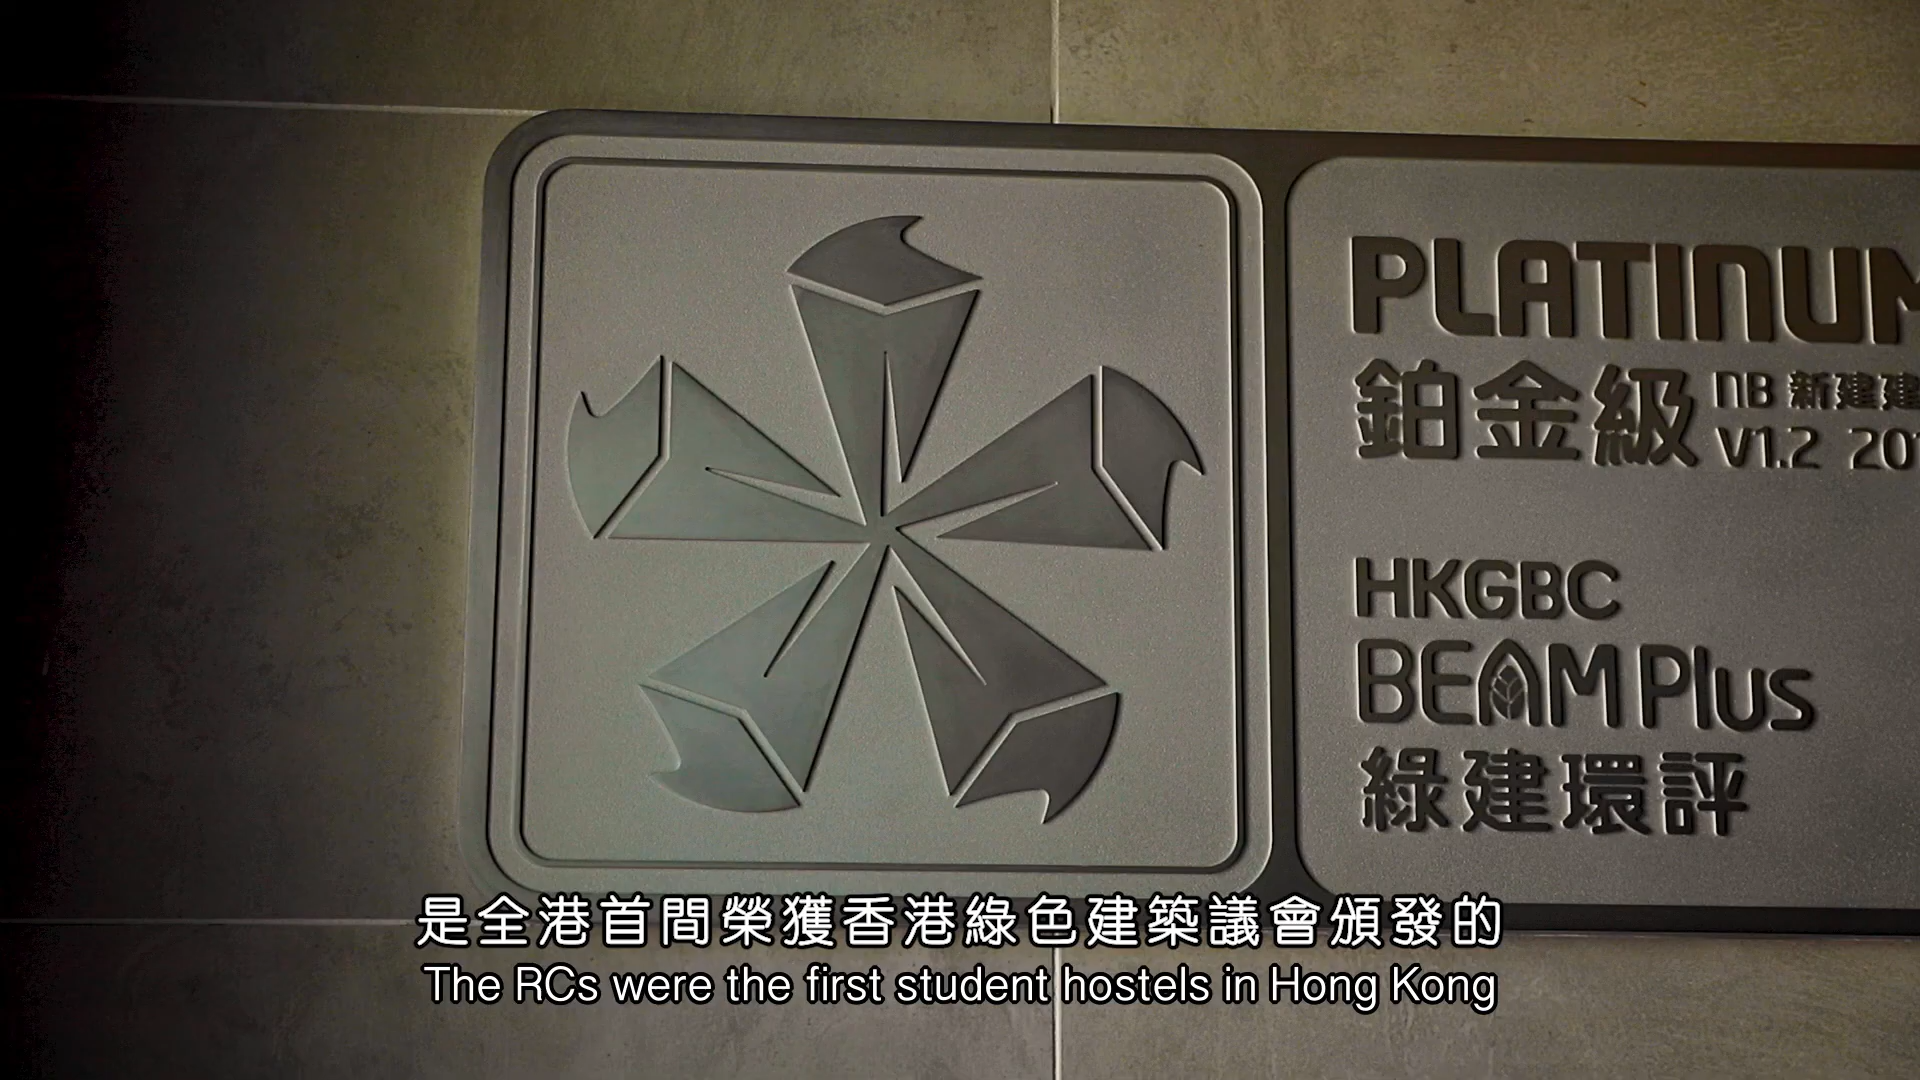 PLATINUM
鉑金級 NB 新建建
V1.2 201
HKGBC
BEAM Plus
綠建環評
是全港首間榮獲香港綠色建築議會頒發的
The RCs were the first student hostels in Hong Kong